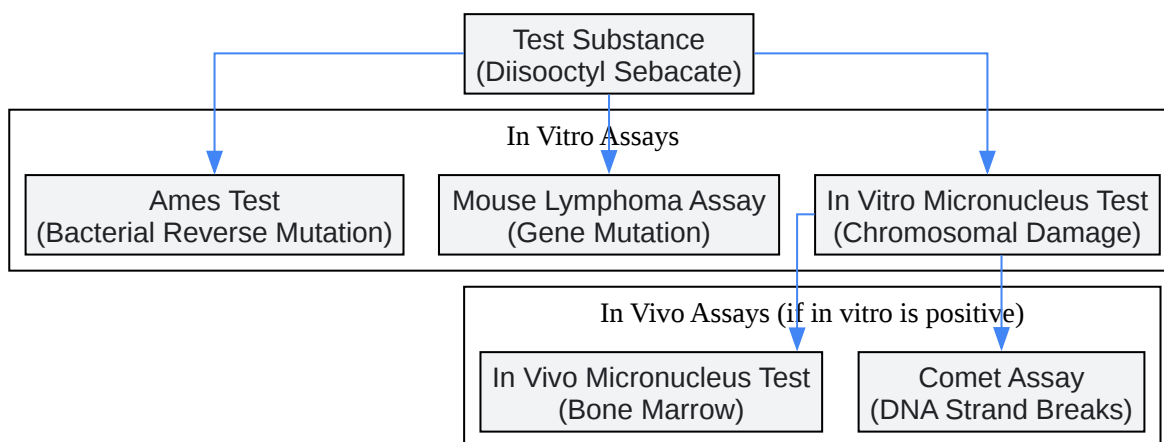 Test Substance
(Diisooctyl Sebacate)
In Vitro Assays
Ames Test
(Bacterial Reverse Mutation)
Mouse Lymphoma Assay
(Gene Mutation)
In Vitro Micronucleus Test
(Chromosomal Damage)
In Vivo Assays (if in vitro is positive)
In Vivo Micronucleus Test
(Bone Marrow)
Comet Assay
(DNA Strand Breaks)